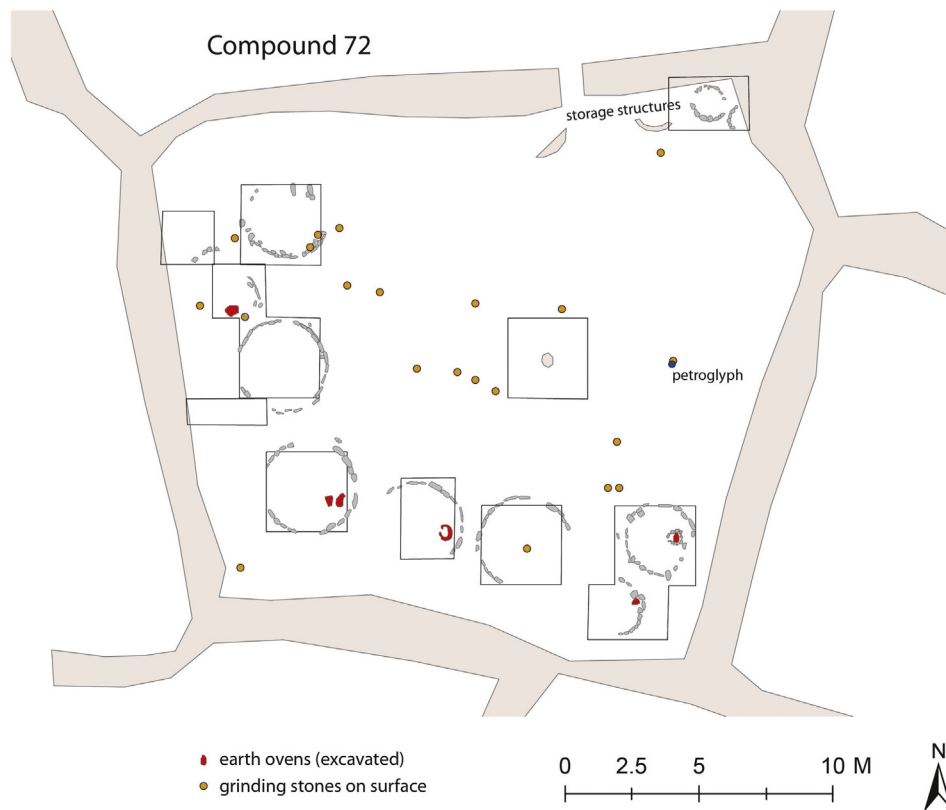 Compound 72
storage structures
petroglyph
earth ovens (excavated)
grinding stones on surface
0 2.5 5 10 M
N